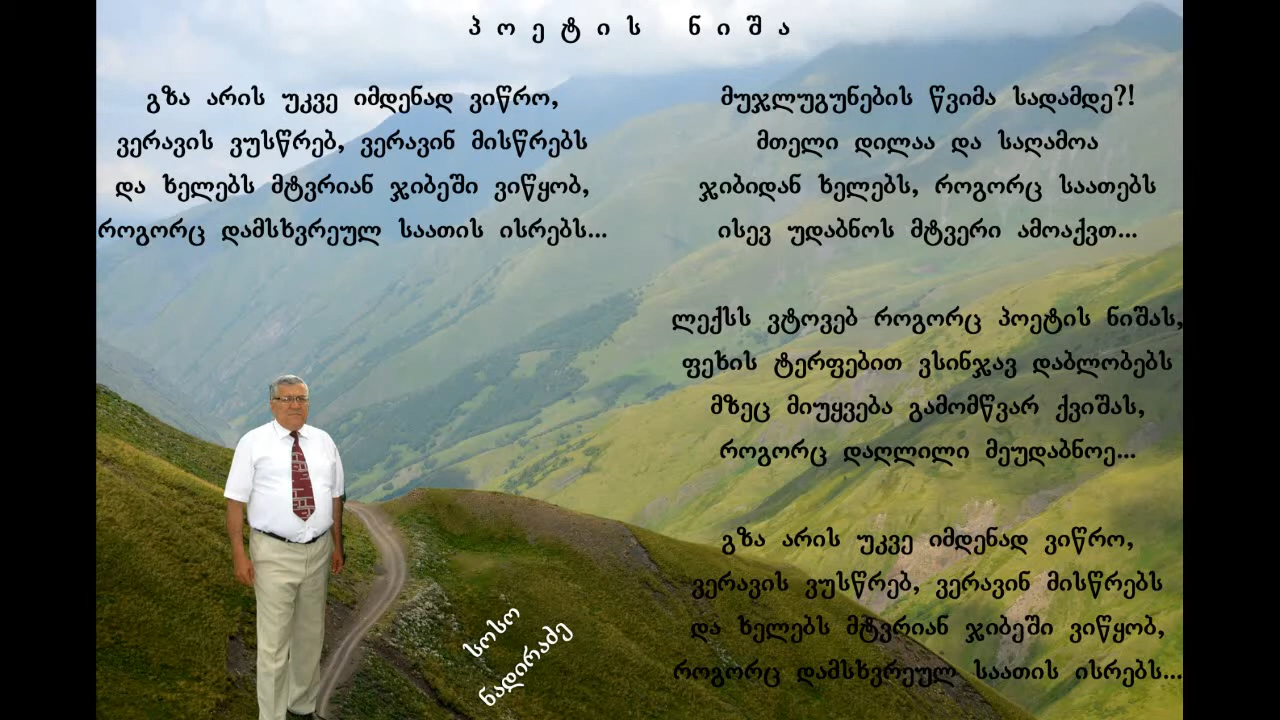 პოეტის ნიშა
გზა არის უკვე იმდენად ვიწრო,
ვერავის ვუსწრებ, ვერავინ მისწრებს
და ხელებს მტვრიან ჯიბეში ვიწყობ,
როგორც დამსხვრეულ საათის ისრებს...
მუჯლუგუნების წვიმა სადამდე?!
მთელი დილაა და საღამოა
ჯიბიდან ხელებს, როგორც საათებს
ისევ უდაბნოს მტვერი ამოაქვთ...
ლექსს ვტოვებ როგორც პოეტის ნიშას,
ფეხის ტერფებით ვსინჯავ დაბლობებს
მზეც მიუყვება გამომწვარ ქვიშას,
როგორც დაღლილი მეუდაბნოე...
გზა არის უკვე იმდენად ვიწრო,
ვერავის ვუსწრებ, ვერავინ მისწრებს
და ხელებს მტვრიან ჯიბეში ვიწყობ,
როგორც დამსხვრეულ საათის ისრებს...
სოსო
ნადირაძე